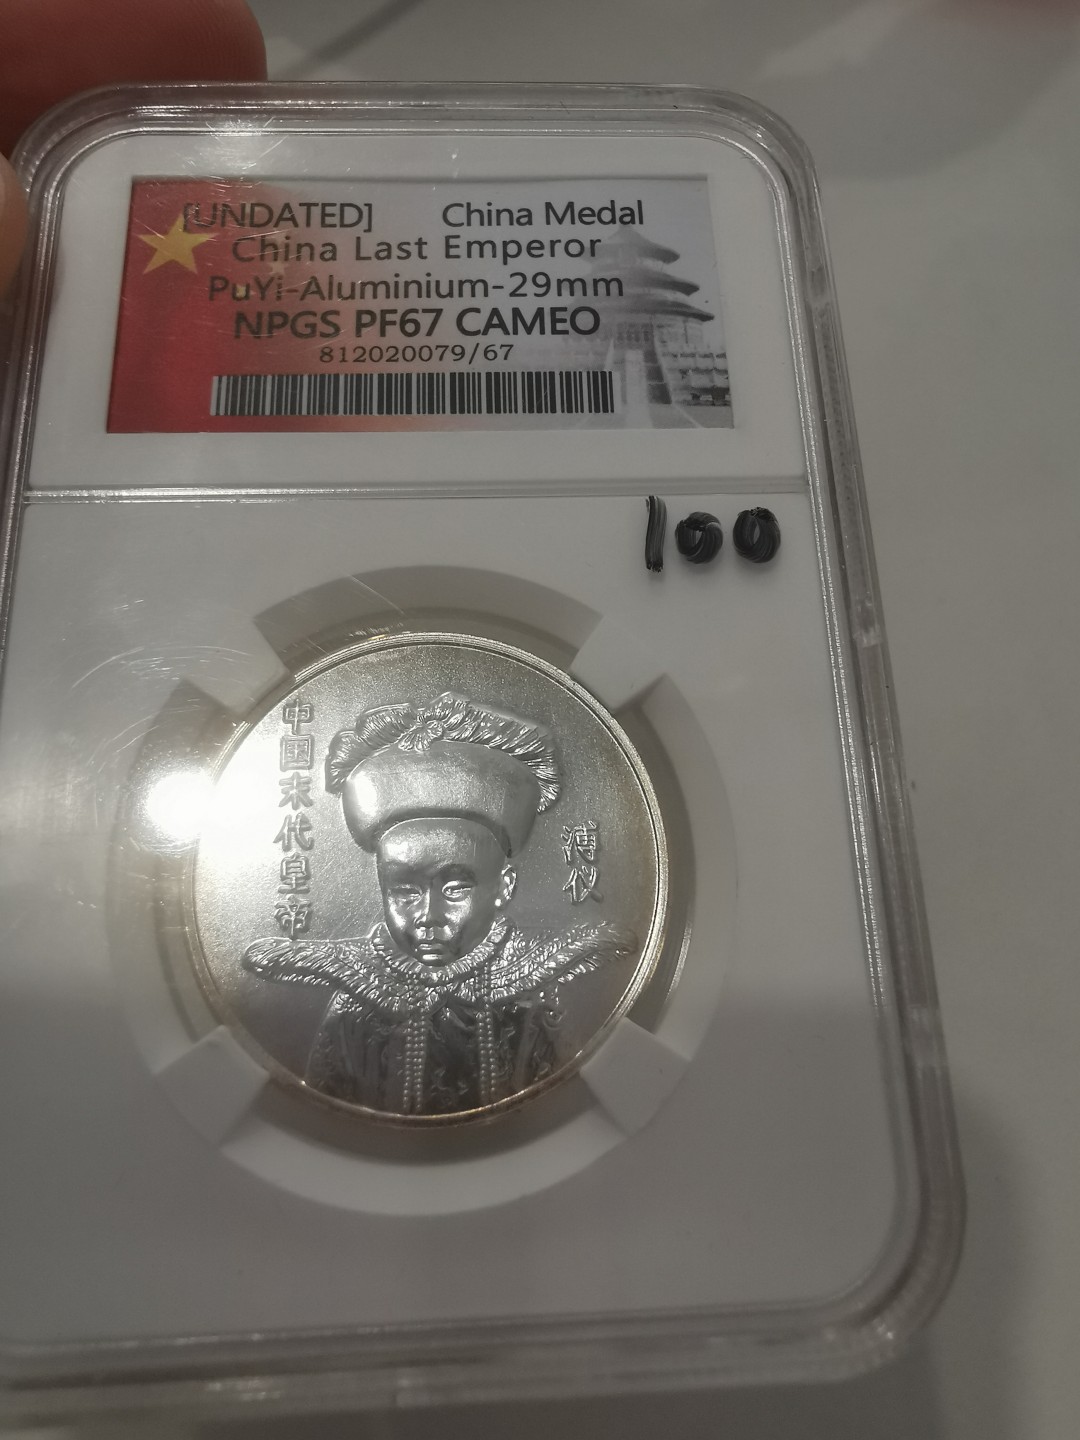 [UNDATED] China Medal
China Last Emperor
PuYi-Aluminium-29mm
NPGS PF67 CAMEO
812020079/67
100
中国末代皇帝
溥仪